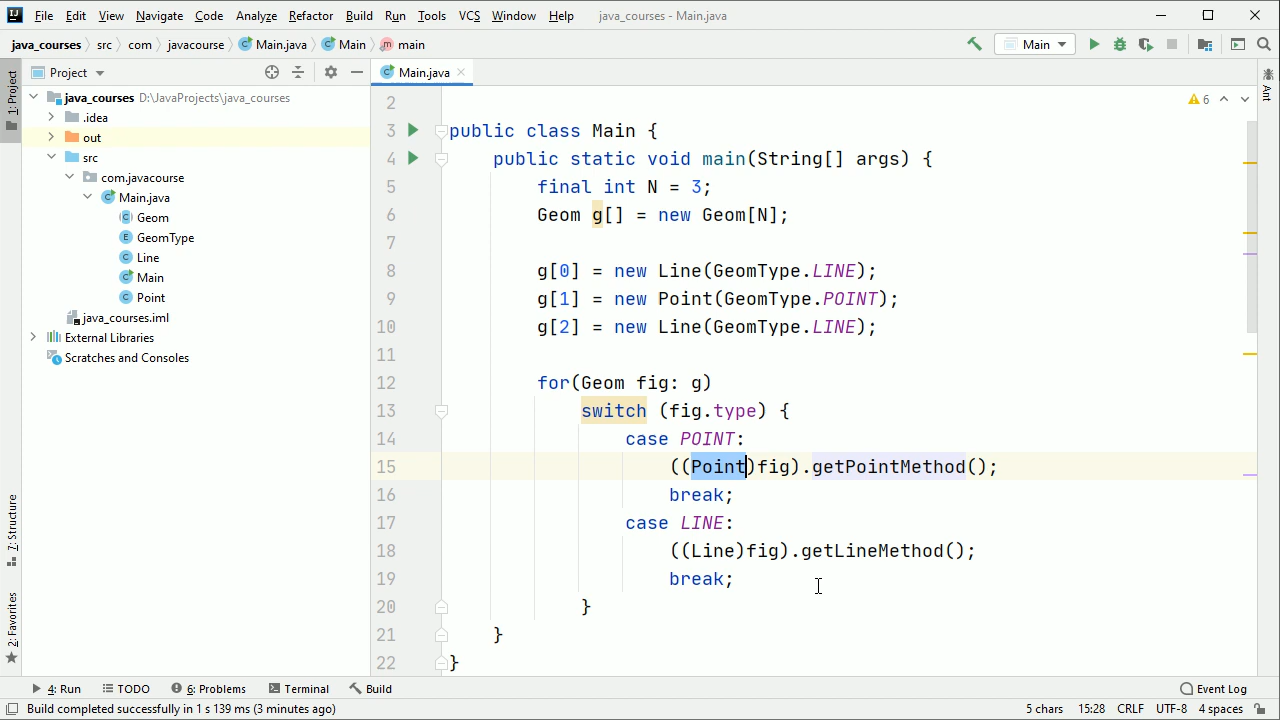 File Edit View Navigate Code Analyze Refactor Build Run Tools VCS Window Help java_courses - Main.java
java_courses src com javacourse Main.java Main main Main
1: Project
Project
Main.java
java_courses D:\JavaProjects\java_courses
.idea
out
src
com.javacourse
Main.java
Geom
GeomType
Line
Main
Point
java_courses.iml
External Libraries
Scratches and Consoles
7: Structure
2: Favorites
6
Ant
2
3 public class Main {
4 public static void main(String[] args) {
5 final int N = 3;
6 Geom g[] = new Geom[N];
7
8 g[0] = new Line(GeomType.LINE);
9 g[1] = new Point(GeomType.POINT);
10 g[2] = new Line(GeomType.LINE);
11
12 for(Geom fig: g)
13 switch (fig.type) {
14 case POINT:
15 ((Point)fig).getPointMethod();
16 break;
17 case LINE:
18 ((Line)fig).getLineMethod();
19 break;
20 }
21 }
22 }
4: Run TODO 6: Problems Terminal Build Event Log
Build completed successfully in 1 s 139 ms (3 minutes ago) 5 chars 15:28 CRLF UTF-8 4 spaces